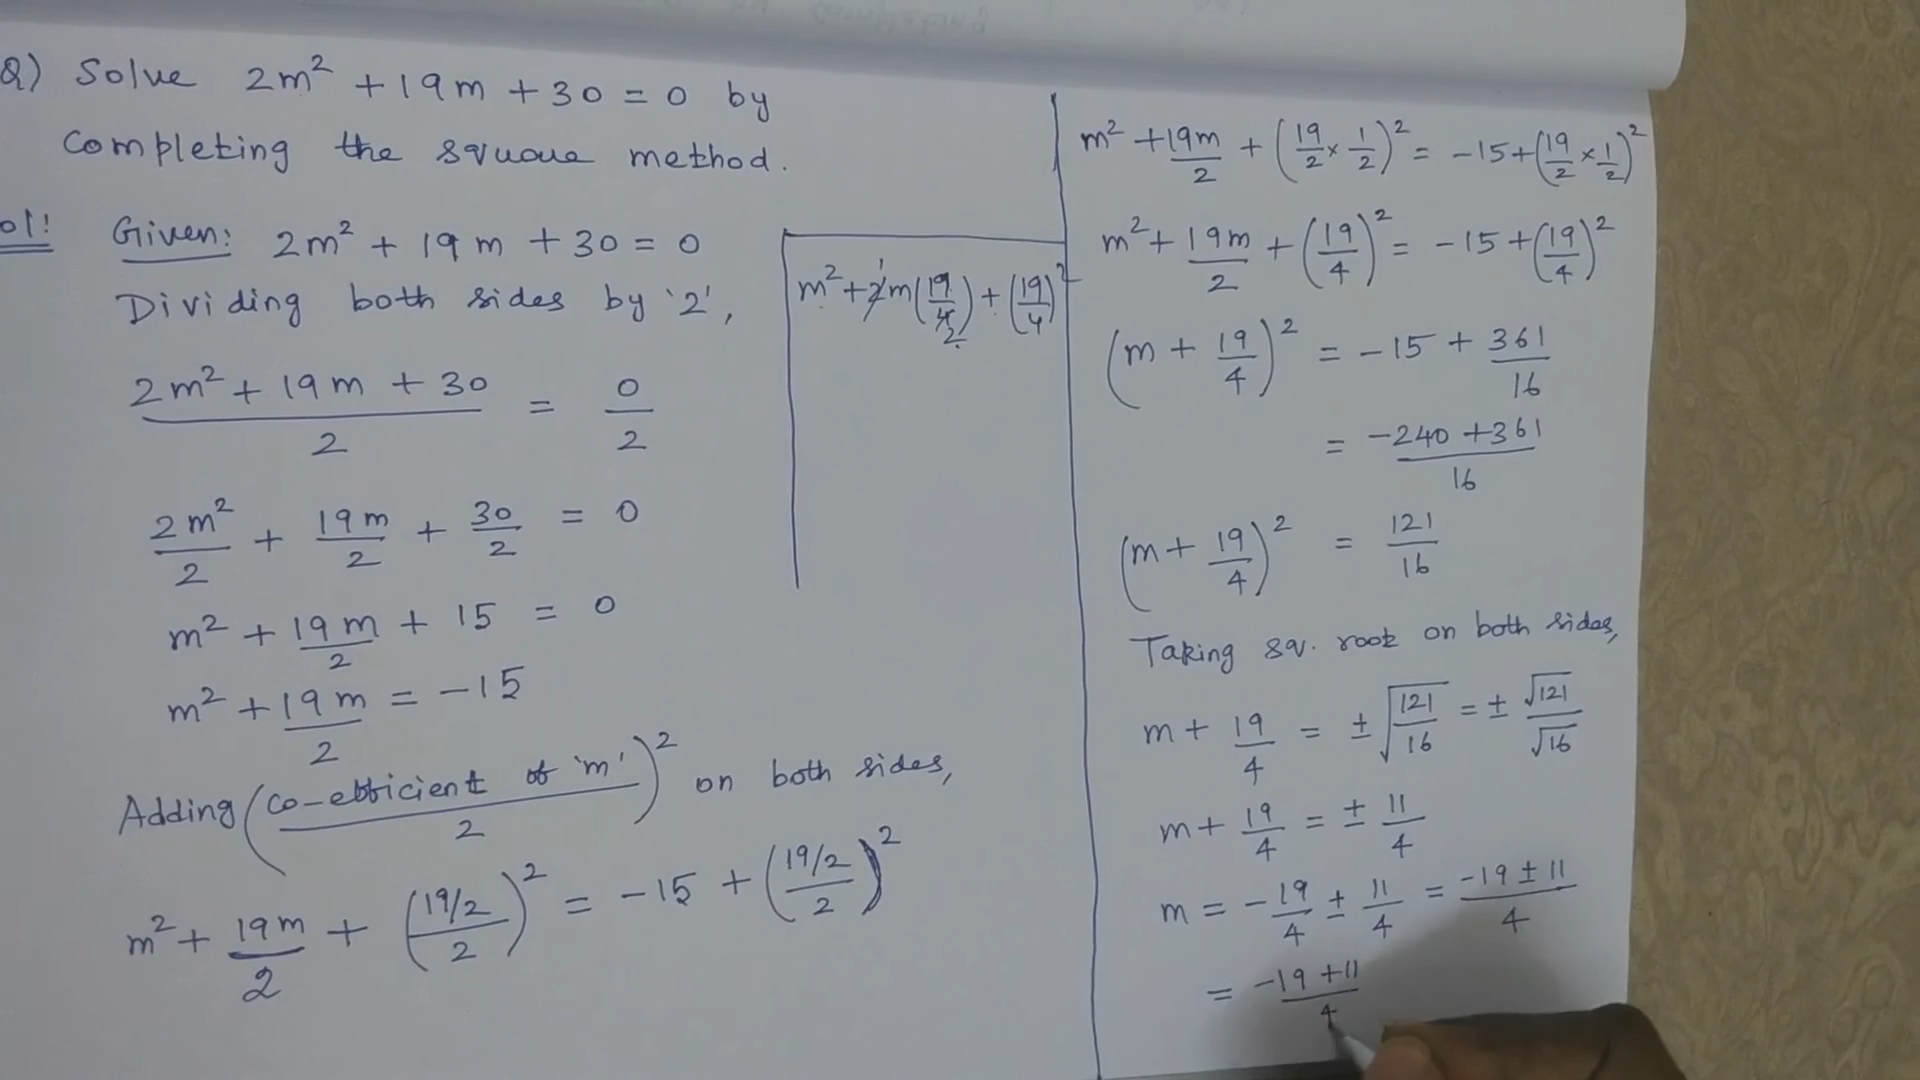 Q) Solve 2m² + 19m + 30 = 0 by
completing the square method.
ol! Given: 2m² + 19m + 30 = 0
Dividing both sides by '2',
(2m² + 19m + 30)/2 = 0/2
2m²/2 + 19m/2 + 30/2 = 0
m² + 19m/2 + 15 = 0
m² + 19m/2 = -15
Adding (co-efficient of 'm'/2)² on both sides,
m² + 19m/2 + ((19/2)/2)² = -15 + ((19/2)/2)²
m² + 2m(19/4) + (19/4)²
1
2
m² + 19m/2 + (19/2 × 1/2)² = -15 + (19/2 × 1/2)²
m² + 19m/2 + (19/4)² = -15 + (19/4)²
(m + 19/4)² = -15 + 361/16
= (-240 + 361)/16
(m + 19/4)² = 121/16
Taking sq. root on both sides,
m + 19/4 = ±√(121/16) = ± √121/√16
m + 19/4 = ± 11/4
m = -19/4 ± 11/4 = (-19 ± 11)/4
= (-19 + 11)/4